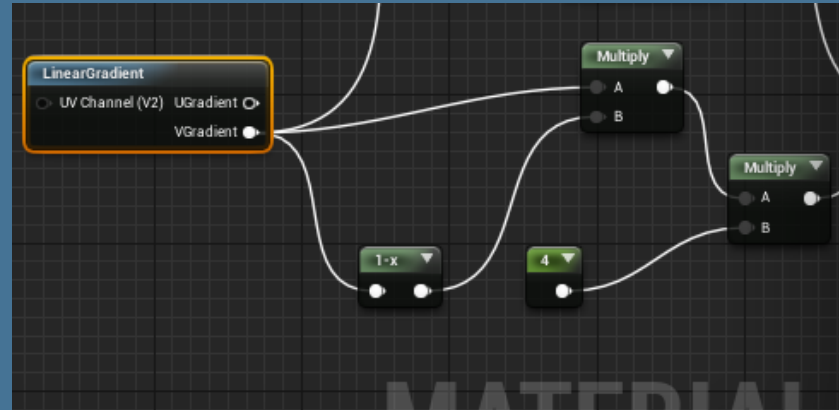 LinearGradient
UV Channel (V2) UGradient
VGradient
Multiply
A
B
Multiply
A
B
1-x
4
MATERIAL